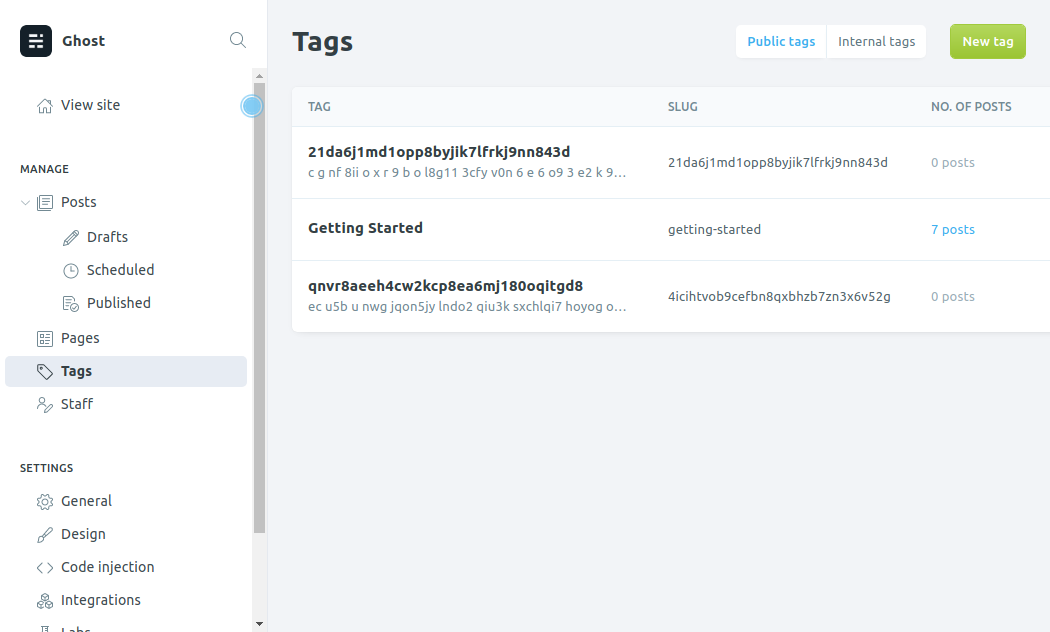 Ghost
View site
MANAGE
Posts
Drafts
Scheduled
Published
Pages
Tags
Staff
SETTINGS
General
Design
Code injection
Integrations
Labs
Tags
Public tags Internal tags New tag
TAG SLUG NO. OF POSTS
21da6j1md1opp8byjik7lfrkj9nn843d
c g nf 8ii o x r 9 b o l8g11 3cfy v0n 6 e 6 o9 3 e2 k 9...
21da6j1md1opp8byjik7lfrkj9nn843d 0 posts
Getting Started getting-started 7 posts
qnvr8aeeh4cw2kcp8ea6mj180oqitgd8
ec u5b u nwg jqon5jy lndo2 qiu3k sxchlqi7 hoyog o...
4icihtvob9cefbn8qxbhzb7zn3x6v52g 0 posts